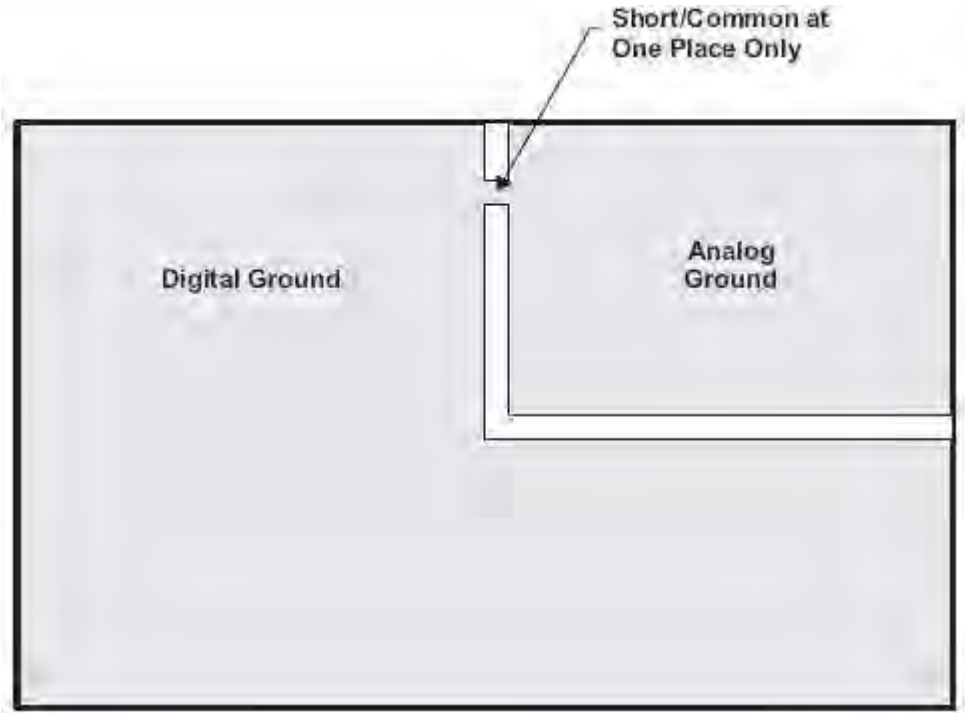 Short/Common at
One Place Only
Digital Ground
Analog
Ground